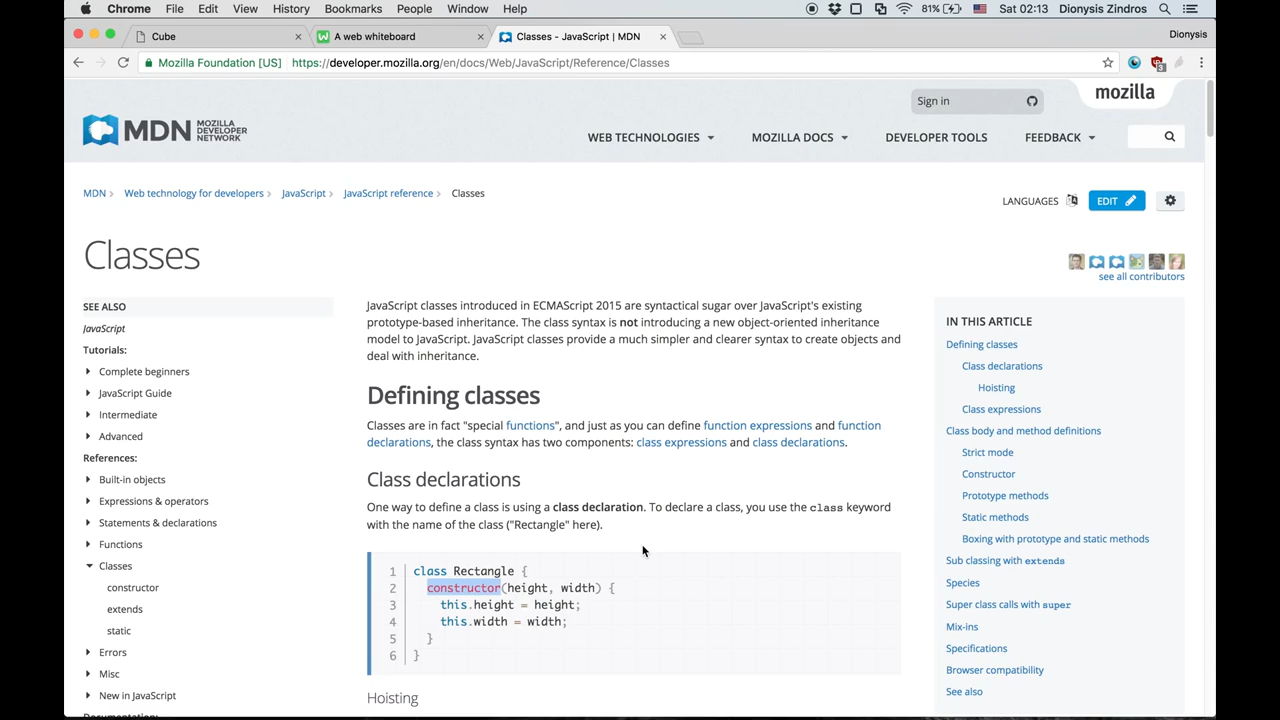 Chrome File Edit View History Bookmarks People Window Help 81% Sat 02:13 Dionysis Zindros
Cube A web whiteboard Classes - JavaScript | MDN Dionysis
Mozilla Foundation [US] https://developer.mozilla.org/en/docs/Web/JavaScript/Reference/Classes
Sign in mozilla
MDN MOZILLA
DEVELOPER
NETWORK
WEB TECHNOLOGIES MOZILLA DOCS DEVELOPER TOOLS FEEDBACK
MDN Web technology for developers JavaScript JavaScript reference Classes
LANGUAGES EDIT
Classes
see all contributors
SEE ALSO
JavaScript
Tutorials:
Complete beginners
JavaScript Guide
Intermediate
Advanced
References:
Built-in objects
Expressions & operators
Statements & declarations
Functions
Classes
constructor
extends
static
Errors
Misc
New in JavaScript
Documentation:
JavaScript classes introduced in ECMAScript 2015 are syntactical sugar over JavaScript's existing
prototype-based inheritance. The class syntax is not introducing a new object-oriented inheritance
model to JavaScript. JavaScript classes provide a much simpler and clearer syntax to create objects and
deal with inheritance.
Defining classes
Classes are in fact "special functions", and just as you can define function expressions and function
declarations, the class syntax has two components: class expressions and class declarations.
Class declarations
One way to define a class is using a class declaration. To declare a class, you use the class keyword
with the name of the class ("Rectangle" here).
1 class Rectangle {
2 constructor(height, width) {
3 this.height = height;
4 this.width = width;
5 }
6 }
Hoisting
IN THIS ARTICLE
Defining classes
Class declarations
Hoisting
Class expressions
Class body and method definitions
Strict mode
Constructor
Prototype methods
Static methods
Boxing with prototype and static methods
Sub classing with extends
Species
Super class calls with super
Mix-ins
Specifications
Browser compatibility
See also